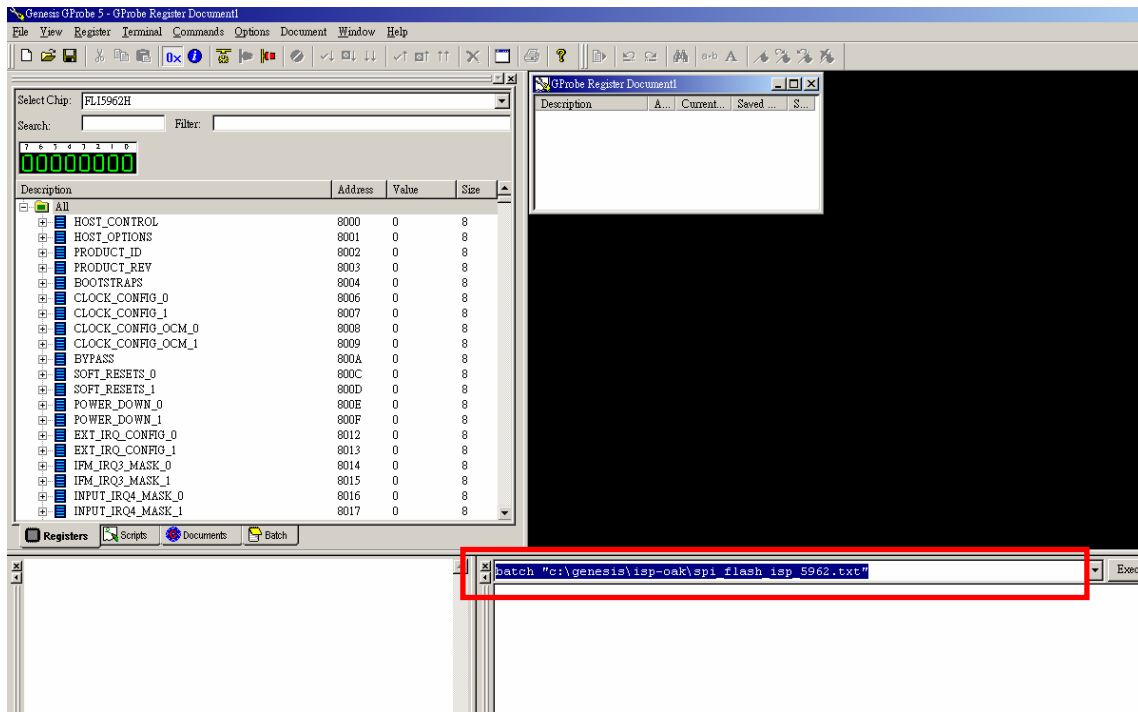 Genesis GProbe 5 - GProbe Register Document1
File View Register Terminal Commands Options Document Window Help
0x
a+b A
Select Chip: FLI5962H
Search: Filter:
7 6 5 4 3 2 1 0
00000000
Description Address Value Size
All
HOST_CONTROL 8000 0 8
HOST_OPTIONS 8001 0 8
PRODUCT_ID 8002 0 8
PRODUCT_REV 8003 0 8
BOOTSTRAPS 8004 0 8
CLOCK_CONFIG_0 8006 0 8
CLOCK_CONFIG_1 8007 0 8
CLOCK_CONFIG_OCM_0 8008 0 8
CLOCK_CONFIG_OCM_1 8009 0 8
BYPASS 800A 0 8
SOFT_RESETS_0 800C 0 8
SOFT_RESETS_1 800D 0 8
POWER_DOWN_0 800E 0 8
POWER_DOWN_1 800F 0 8
EXT_IRQ_CONFIG_0 8012 0 8
EXT_IRQ_CONFIG_1 8013 0 8
IFM_IRQ3_MASK_0 8014 0 8
IFM_IRQ3_MASK_1 8015 0 8
INPUT_IRQ4_MASK_0 8016 0 8
INPUT_IRQ4_MASK_1 8017 0 8
Registers Scripts Documents Batch
GProbe Register Document1
Description A... Current... Saved ... S...
batch "c:\genesis\isp-oak\spi_flash_isp_5962.txt"
Exec